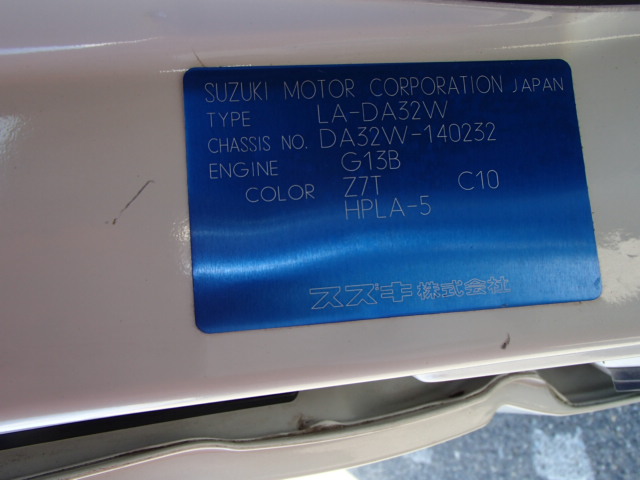 SUZUKI MOTOR CORPORATION JAPAN
TYPE LA-DA32W
CHASSIS NO. DA32W-140232
ENGINE G13B
COLOR Z7T C10
HPLA-5
スズキ株式会社